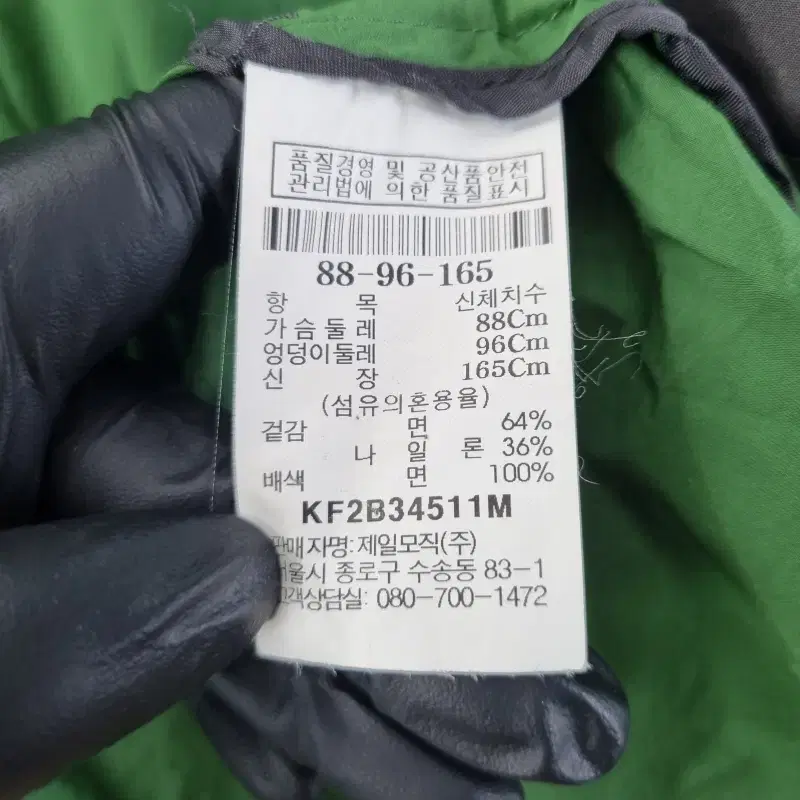 품질경영 및 공산품안전
관리법에 의한 품질표시
88-96-165
항 목 신체치수
가슴둘레 88Cm
엉덩이둘레 96Cm
신 장 165Cm
(섬유의혼용율)
겉감 면 64%
나 일 론 36%
배색 면 100%
KF2B34511M
판매자명: 제일모직(주)
서울시 종로구 수송동 83-1
고객상담실: 080-700-1472